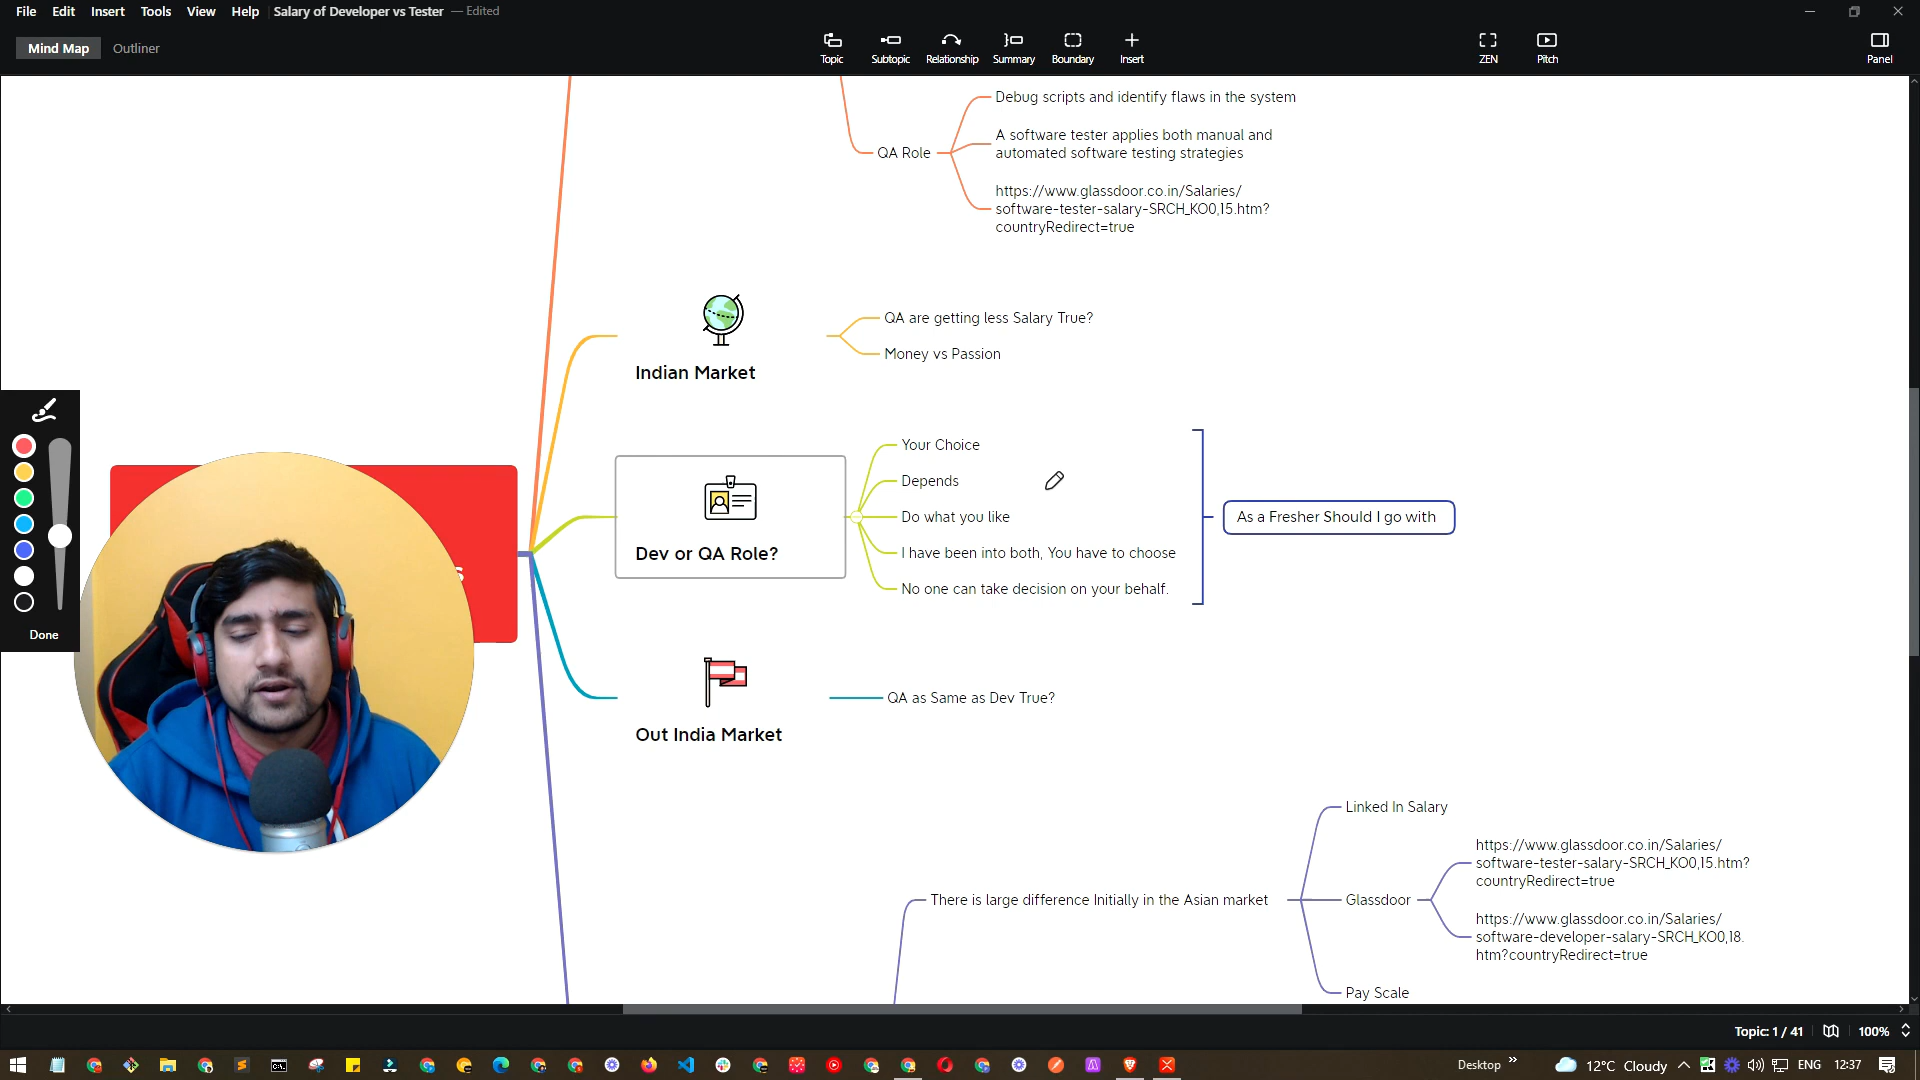 File Edit Insert Tools View Help Salary of Developer vs Tester — Edited
Mind Map Outliner
Topic Subtopic Relationship Summary Boundary Insert ZEN Pitch Panel
Debug scripts and identify flaws in the system
QA Role
A software tester applies both manual and
automated software testing strategies
https://www.glassdoor.co.in/Salaries/
software-tester-salary-SRCH_KO0,15.htm?
countryRedirect=true
Indian Market
QA are getting less Salary True?
Money vs Passion
Dev or QA Role?
Your Choice
Depends
Do what you like
I have been into both, You have to choose
No one can take decision on your behalf.
As a Fresher Should I go with
Done
Out India Market
QA as Same as Dev True?
There is large difference Initially in the Asian market
Linked In Salary
Glassdoor
https://www.glassdoor.co.in/Salaries/
software-tester-salary-SRCH_KO0,15.htm?
countryRedirect=true
https://www.glassdoor.co.in/Salaries/
software-developer-salary-SRCH_KO0,18.
htm?countryRedirect=true
Pay Scale
Topic: 1 / 41 100%
Desktop 12°C Cloudy ENG 12:37